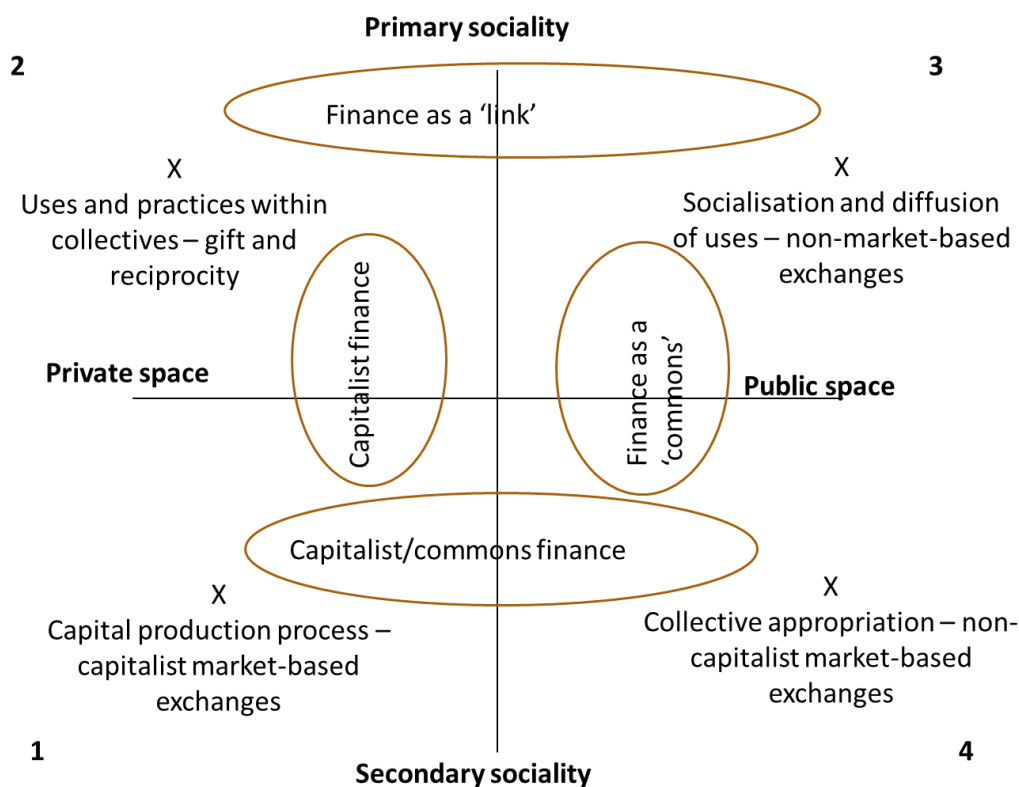 Primary sociality
2
3
Finance as a ‘link’
X
Uses and practices within
collectives – gift and
reciprocity
X
Socialisation and diffusion
of uses – non-market-based
exchanges
Capitalist finance
Finance as a
‘commons’
Private space
Public space
Capitalist/commons finance
X
Capital production process –
capitalist market-based
exchanges
X
Collective appropriation – non-
capitalist market-based
exchanges
1
4
Secondary sociality